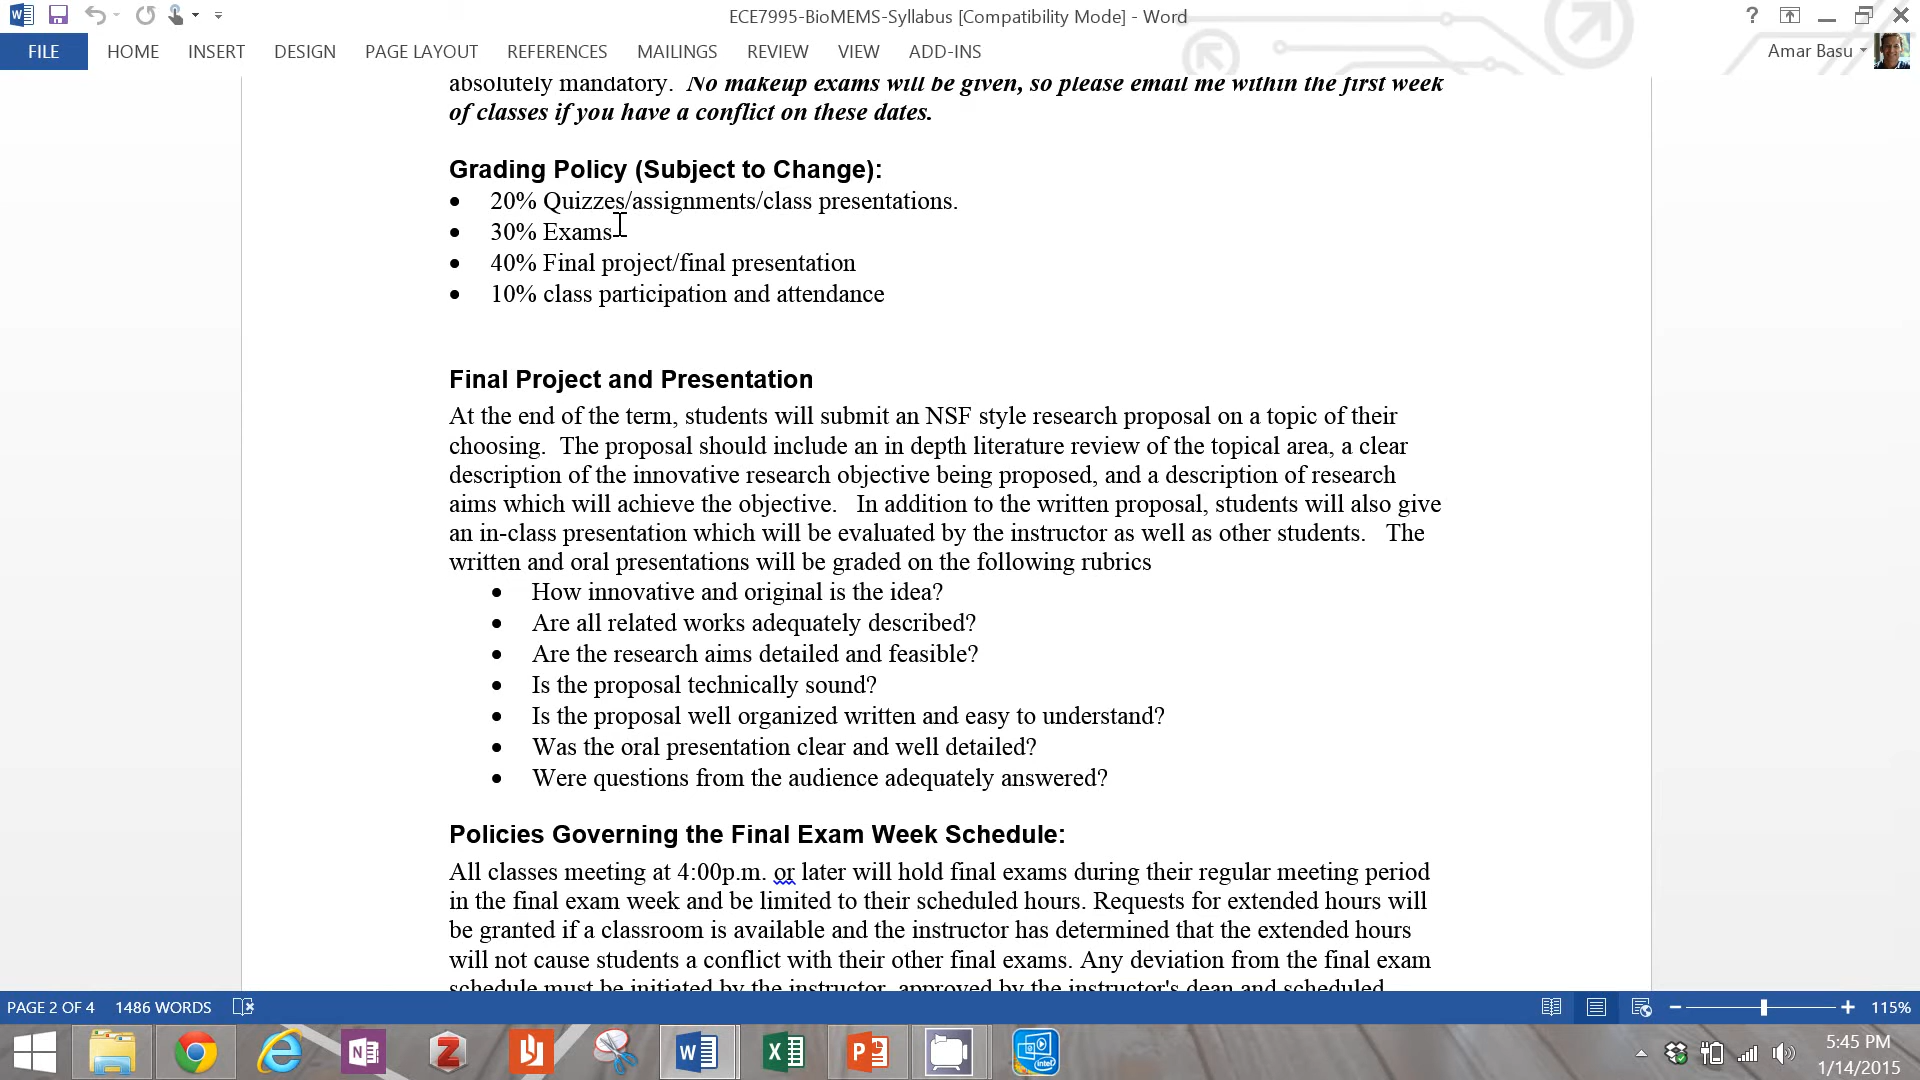 ECE7995-BioMEMS-Syllabus [Compatibility Mode] - Word
?
FILE HOME INSERT DESIGN PAGE LAYOUT REFERENCES MAILINGS REVIEW VIEW ADD-INS
Amar Basu
absolutely mandatory. No makeup exams will be given, so please email me within the first week
of classes if you have a conflict on these dates.
Grading Policy (Subject to Change):
• 20% Quizzes/assignments/class presentations.
• 30% Exams
• 40% Final project/final presentation
• 10% class participation and attendance
Final Project and Presentation
At the end of the term, students will submit an NSF style research proposal on a topic of their
choosing. The proposal should include an in depth literature review of the topical area, a clear
description of the innovative research objective being proposed, and a description of research
aims which will achieve the objective. In addition to the written proposal, students will also give
an in-class presentation which will be evaluated by the instructor as well as other students. The
written and oral presentations will be graded on the following rubrics
• How innovative and original is the idea?
• Are all related works adequately described?
• Are the research aims detailed and feasible?
• Is the proposal technically sound?
• Is the proposal well organized written and easy to understand?
• Was the oral presentation clear and well detailed?
• Were questions from the audience adequately answered?
Policies Governing the Final Exam Week Schedule:
All classes meeting at 4:00p.m. or later will hold final exams during their regular meeting period
in the final exam week and be limited to their scheduled hours. Requests for extended hours will
be granted if a classroom is available and the instructor has determined that the extended hours
will not cause students a conflict with their other final exams. Any deviation from the final exam
schedule must be initiated by the instructor, approved by the instructor's dean and scheduled
PAGE 2 OF 4 1486 WORDS
115%
5:45 PM
1/14/2015